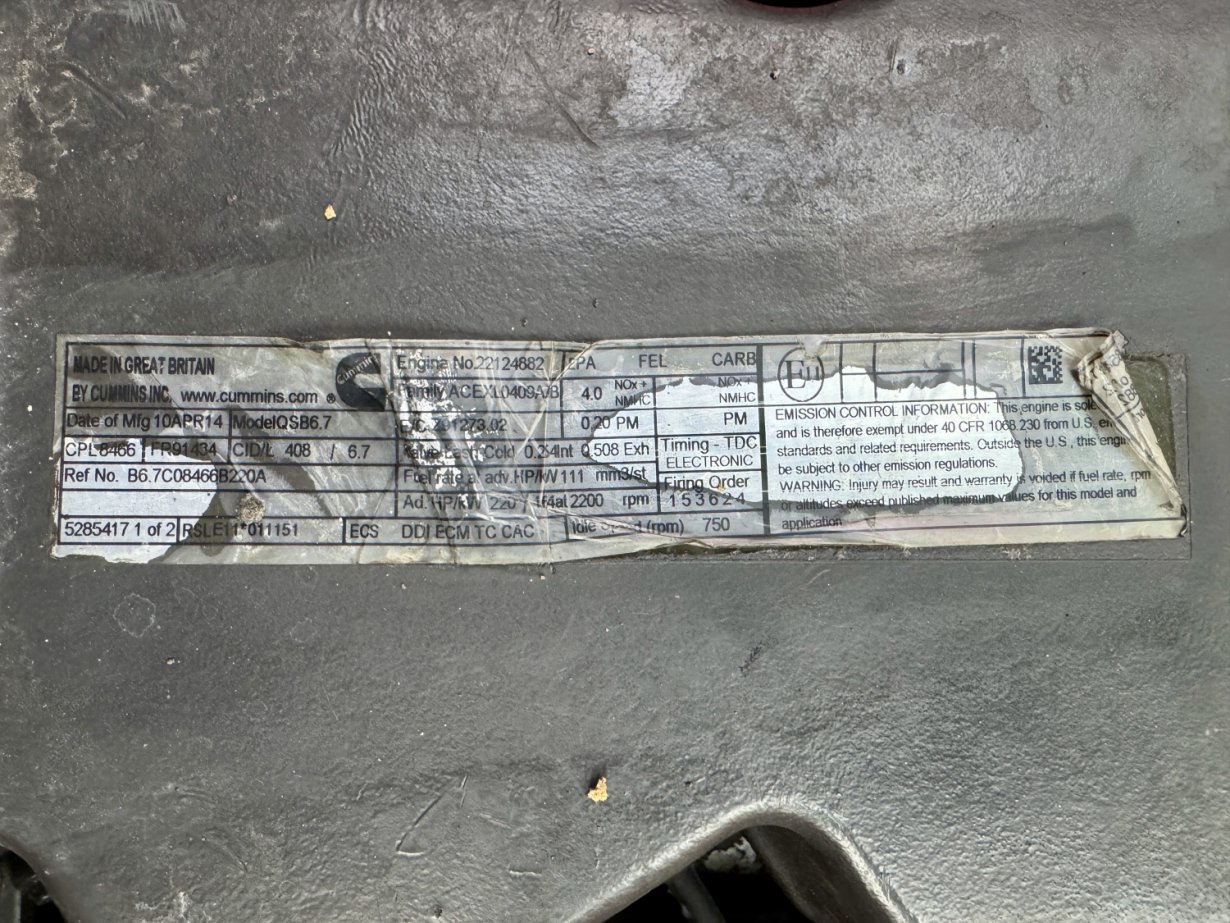 MADE IN GREAT BRITAIN
BY CUMMINS INC. www.cummins.com ®
Cummins
Date of Mfg 10APR14 Model QSB6.7
CPL 8466 FR91434 CID/L 408 / 6.7
Ref No. B6.7C08466B220A
5285417 1 of 2 RSLE11*011151 ECS DDI ECM TC CAC
Engine No.22124882
Family ACEXL0409A/B
Z01273.02
Valve Lash Cold Int 0.508 Exh
Fuel rate at adv. HP/kW 111 mm3/st
Ad. HP/kW 220 / at 2200 rpm
Idle (rpm) 750
EPA FEL CARB
4.0 NOx + NMHC NOx + NMHC
0.20 PM PM
Timing - TDC
ELECTRONIC
Firing Order
1 5 3 6 2 4
EU
EMISSION CONTROL INFORMATION: This engine is
and is therefore exempt under 40 CFR 1068.230 from U.S.
standards and related requirements. Outside the U.S., this
be subject to other emission regulations.
WARNING: Injury may result and warranty is voided if fuel rate, rpm
or altitudes exceed published maximum values for this model and
application.